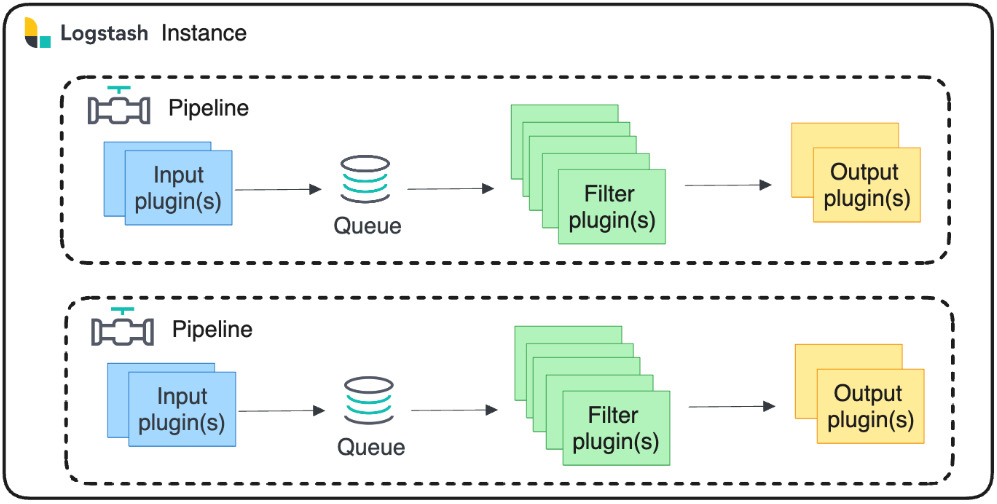 Logstash Instance
Pipeline
Input
plugin(s)
Queue
Filter
plugin(s)
Output
plugin(s)
Pipeline
Input
plugin(s)
Queue
Filter
plugin(s)
Output
plugin(s)